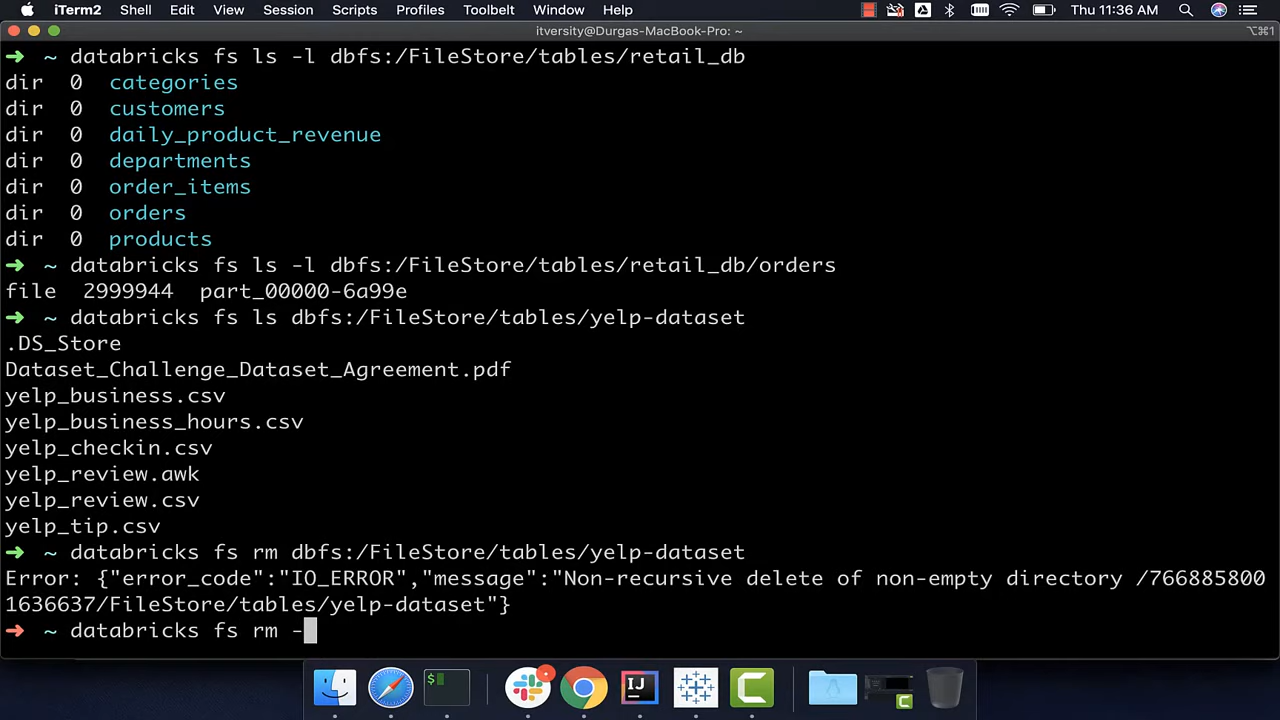 iTerm2 Shell Edit View Session Scripts Profiles Toolbelt Window Help Thu 11:36 AM
itversity@Durgas-MacBook-Pro: ~ ⌥⌘1
➜ ~ databricks fs ls -l dbfs:/FileStore/tables/retail_db
dir 0 categories
dir 0 customers
dir 0 daily_product_revenue
dir 0 departments
dir 0 order_items
dir 0 orders
dir 0 products
➜ ~ databricks fs ls -l dbfs:/FileStore/tables/retail_db/orders
file 2999944 part_00000-6a99e
➜ ~ databricks fs ls dbfs:/FileStore/tables/yelp-dataset
.DS_Store
Dataset_Challenge_Dataset_Agreement.pdf
yelp_business.csv
yelp_business_hours.csv
yelp_checkin.csv
yelp_review.awk
yelp_review.csv
yelp_tip.csv
➜ ~ databricks fs rm dbfs:/FileStore/tables/yelp-dataset
Error: {"error_code":"IO_ERROR","message":"Non-recursive delete of non-empty directory /766885800
1636637/FileStore/tables/yelp-dataset"}
➜ ~ databricks fs rm -
$
IJ
C